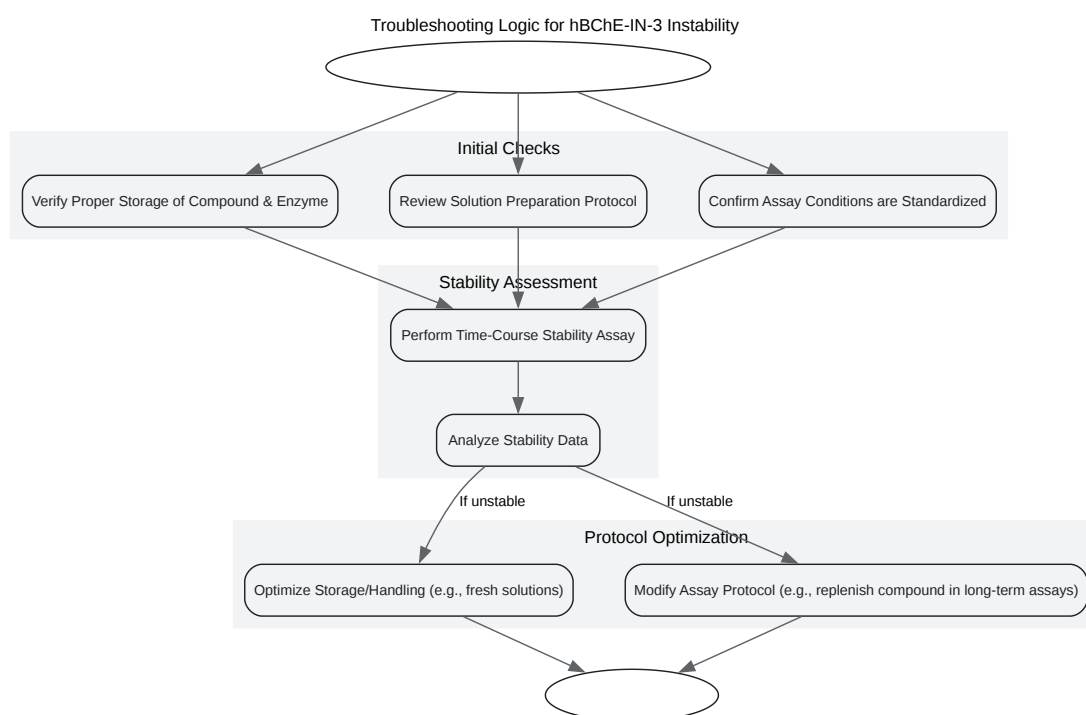 Troubleshooting Logic for hBChE-IN-3 Instability
Initial Checks
Verify Proper Storage of Compound & Enzyme
Review Solution Preparation Protocol
Confirm Assay Conditions are Standardized
Stability Assessment
Perform Time-Course Stability Assay
Analyze Stability Data
If unstable
If unstable
Protocol Optimization
Optimize Storage/Handling (e.g., fresh solutions)
Modify Assay Protocol (e.g., replenish compound in long-term assays)